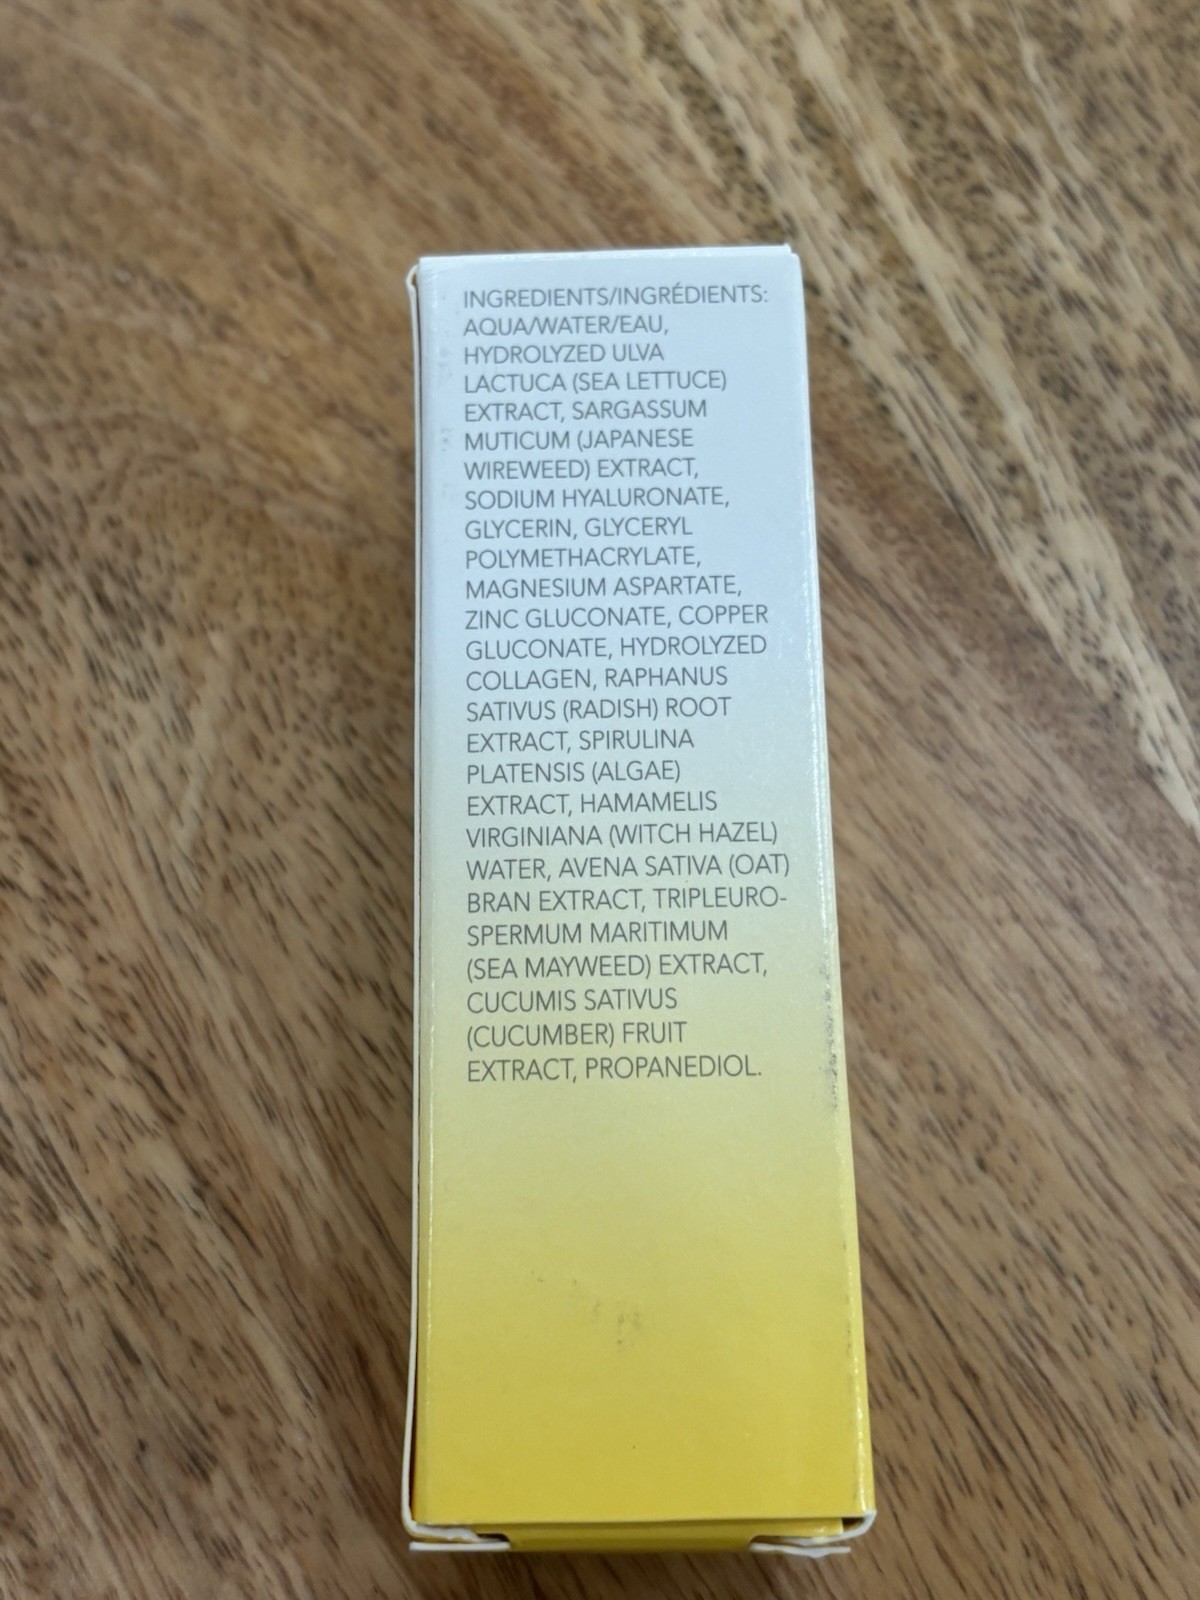 INGREDIENTS/INGRÉDIENTS:
AQUA/WATER/EAU,
HYDROLYZED ULVA
LACTUCA (SEA LETTUCE)
EXTRACT, SARGASSUM
MUTICUM (JAPANESE
WIREWEED) EXTRACT,
SODIUM HYALURONATE,
GLYCERIN, GLYCERYL
POLYMETHACRYLATE,
MAGNESIUM ASPARTATE,
ZINC GLUCONATE, COPPER
GLUCONATE, HYDROLYZED
COLLAGEN, RAPHANUS
SATIVUS (RADISH) ROOT
EXTRACT, SPIRULINA
PLATENSIS (ALGAE)
EXTRACT, HAMAMELIS
VIRGINIANA (WITCH HAZEL)
WATER, AVENA SATIVA (OAT)
BRAN EXTRACT, TRIPLEURO-
SPERMUM MARITIMUM
(SEA MAYWEED) EXTRACT,
CUCUMIS SATIVUS
(CUCUMBER) FRUIT
EXTRACT, PROPANEDIOL.